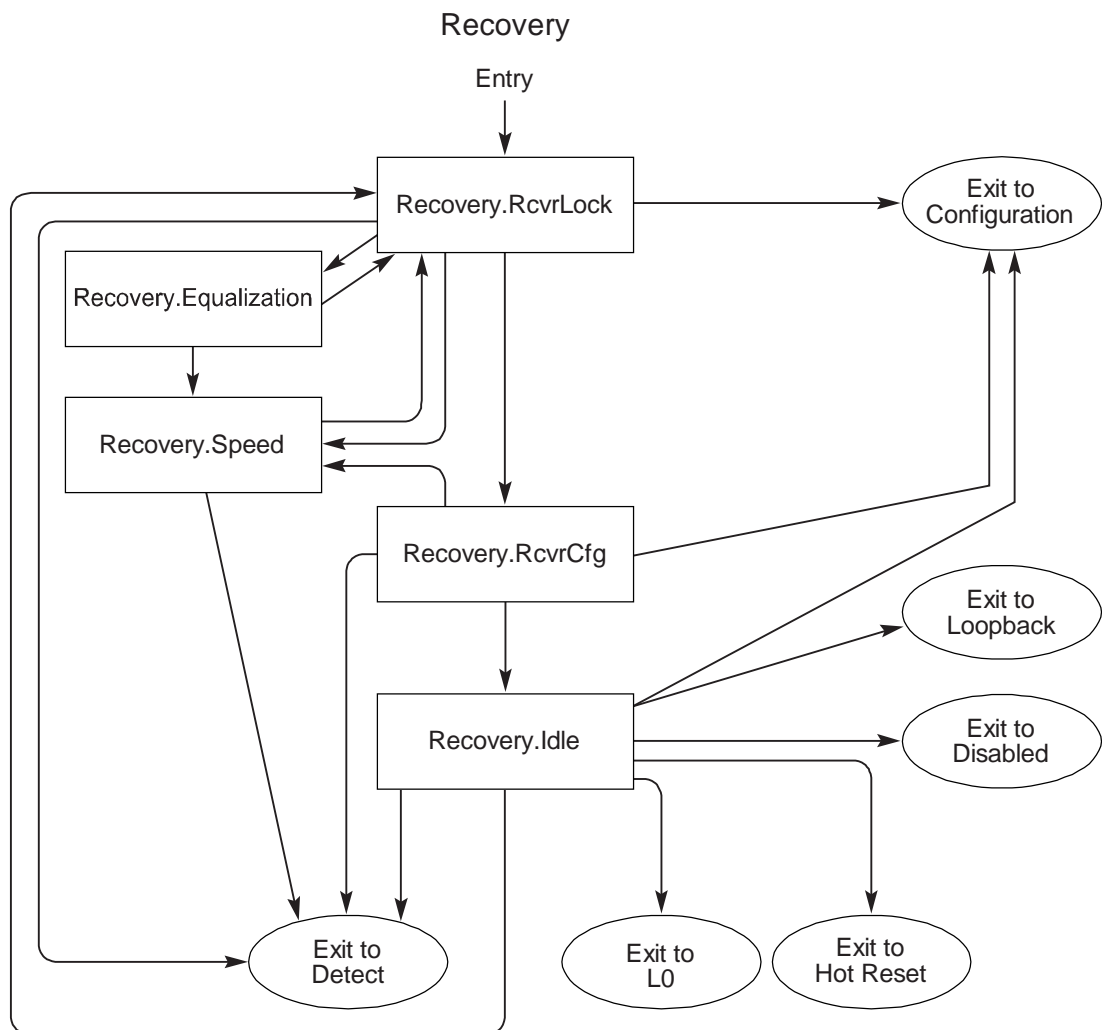 Recovery
Entry
Recovery.RcvrLock
Exit to
Configuration
Recovery.Equalization
Recovery.Speed
Recovery.RcvrCfg
Exit to
Loopback
Recovery.Idle
Exit to
Disabled
Exit to
Detect
Exit to
L0
Exit to
Hot Reset